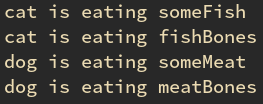 cat is eating someFish
cat is eating fishBones
dog is eating someMeat
dog is eating meatBones